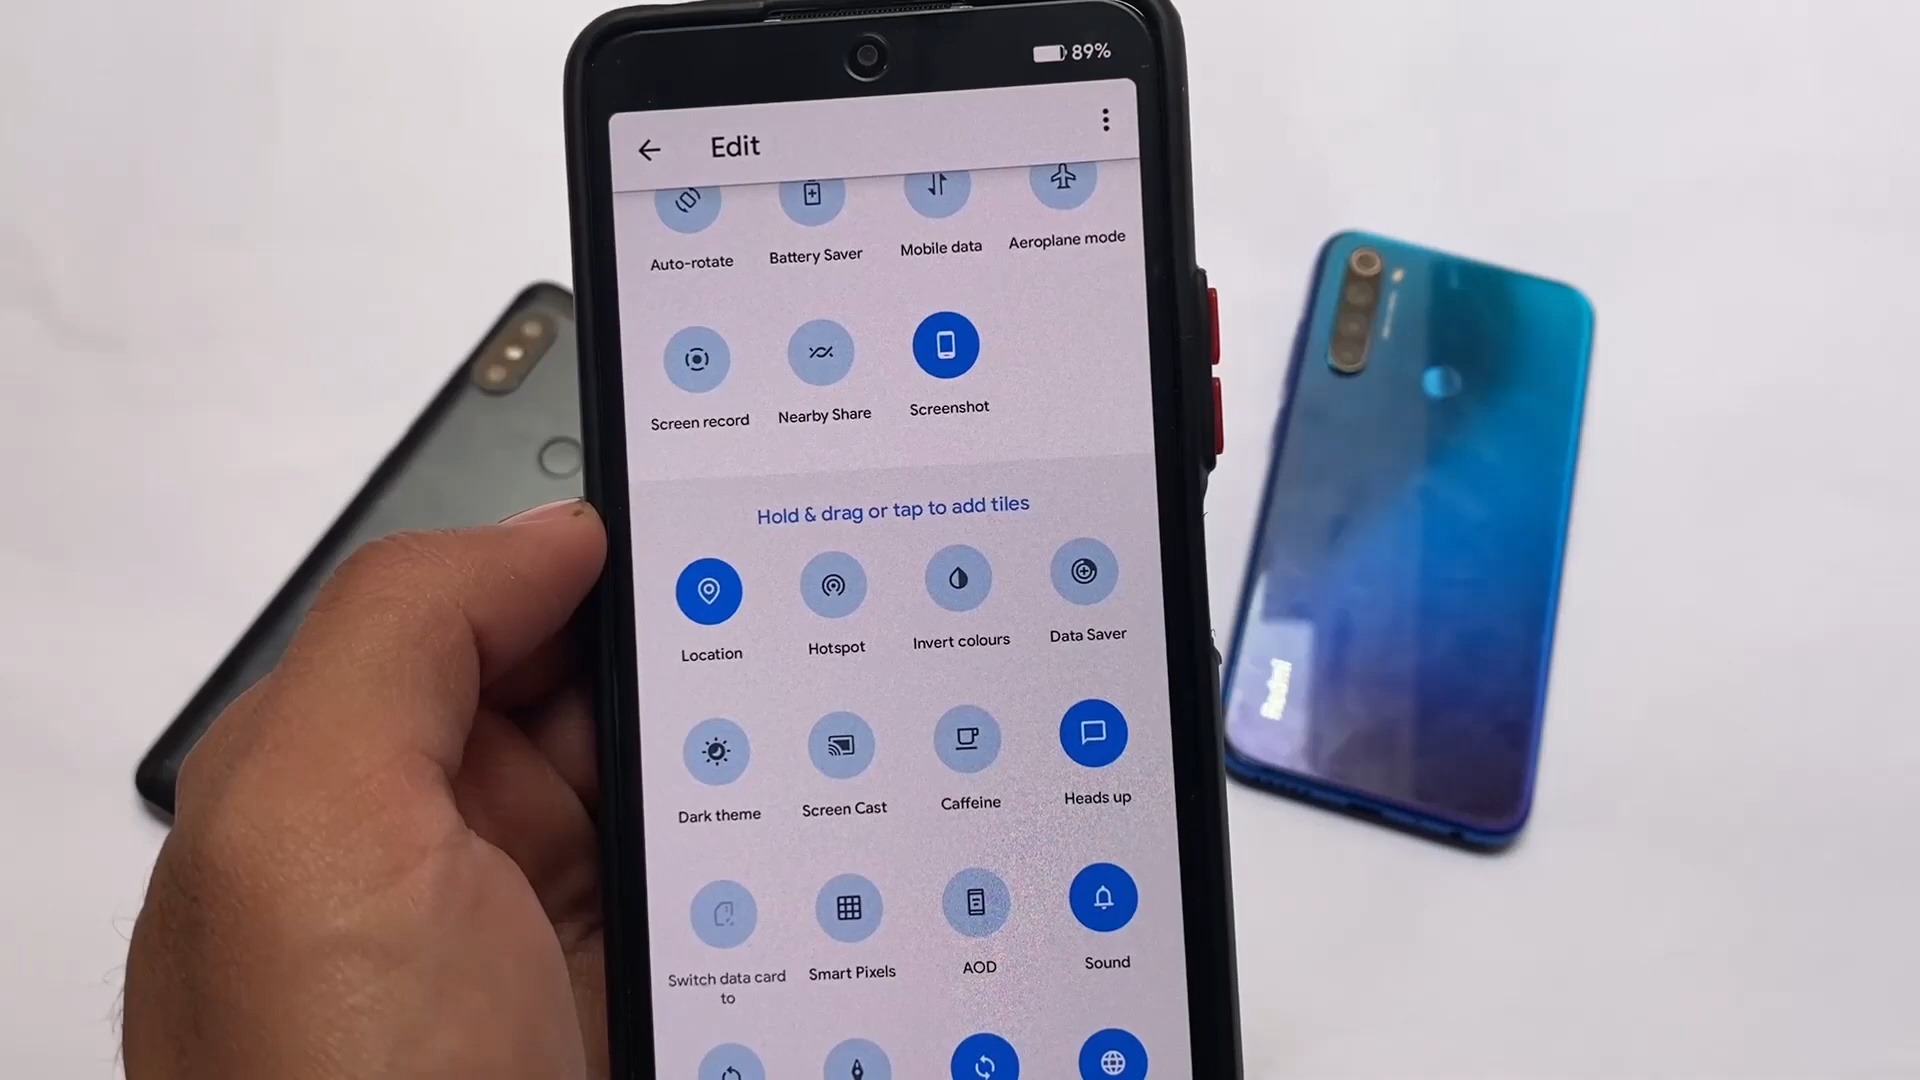 89%
Edit
Auto-rotate
Battery Saver
Mobile data
Aeroplane mode
Screen record
Nearby Share
Screenshot
Hold & drag or tap to add tiles
Location
Hotspot
Invert colours
Data Saver
Dark theme
Screen Cast
Caffeine
Heads up
Switch data card
to
Smart Pixels
AOD
Sound
Redmi